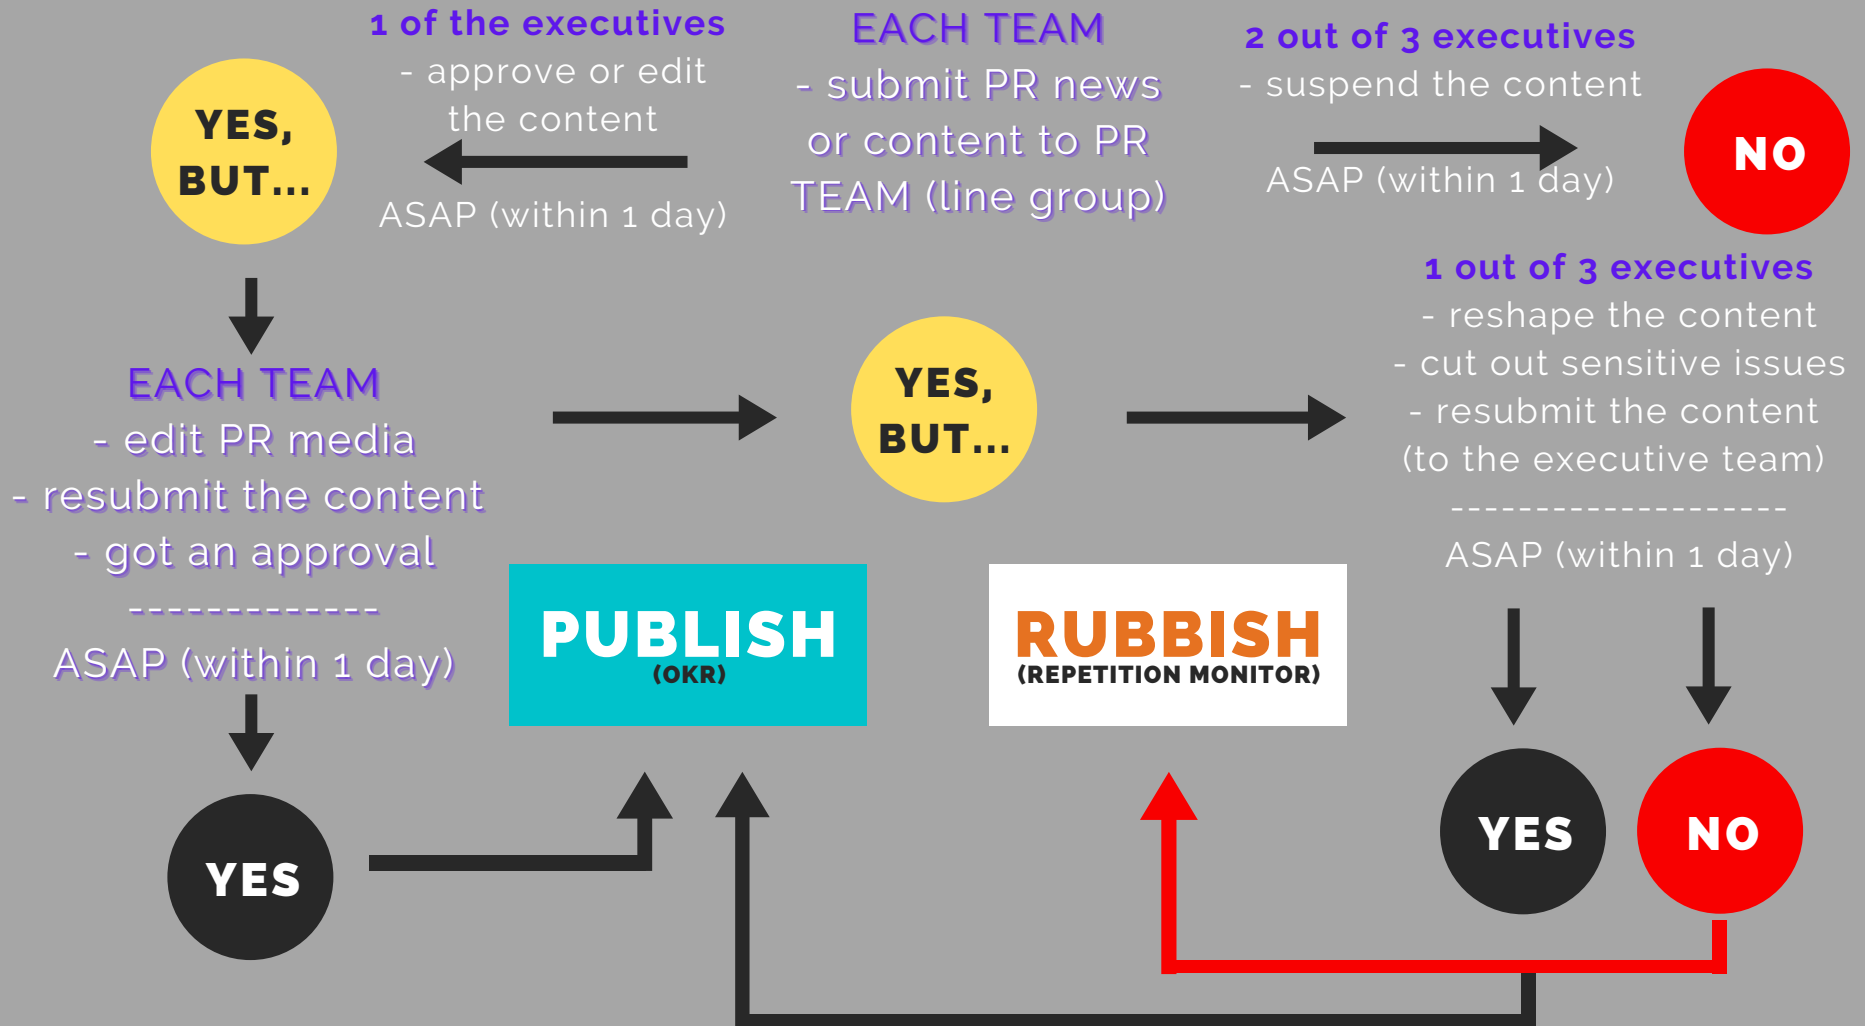 1 of the executives
- approve or edit
the content
ASAP (within 1 day)
YES,
BUT...
EACH TEAM
- submit PR news
or content to PR
TEAM (line group)
2 out of 3 executives
- suspend the content
ASAP (within 1 day)
NO
EACH TEAM
- edit PR media
- resubmit the content
- got an approval
-------------
ASAP (within 1 day)
YES,
BUT...
1 out of 3 executives
- reshape the content
- cut out sensitive issues
- resubmit the content
(to the executive team)
--------------------
ASAP (within 1 day)
PUBLISH
(OKR)
RUBBISH
(REPETITION MONITOR)
YES
YES
NO